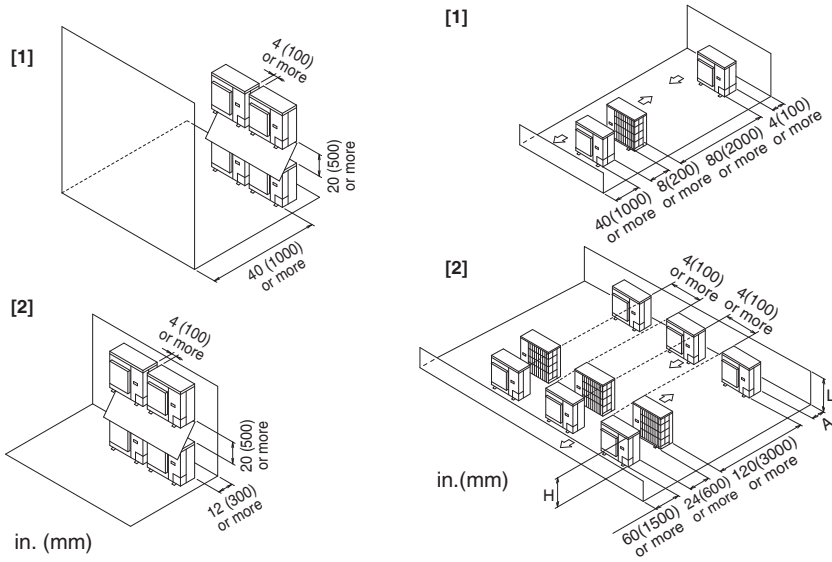 [1]
4 (100)
or more
20 (500)
or more
40 (1000)
or more
[2]
4 (100)
or more
20 (500)
or more
12 (300)
or more
in. (mm)
[1]
4(100)
or more
80(2000)
or more
8(200)
or more
40(1000)
or more
[2]
4(100)
or more
4(100)
or more
L
A
H
in.(mm)
120(3000)
or more
24(600)
or more
60(1500)
or more